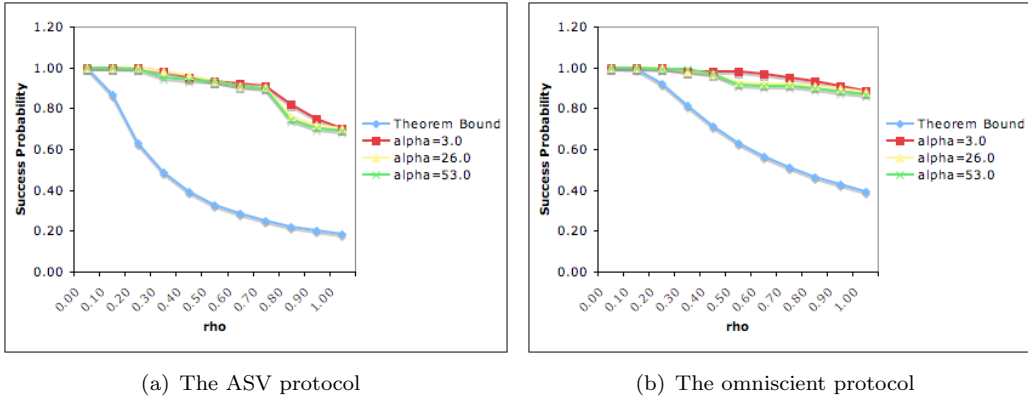 1.20
1.00
0.80
0.60
0.40
0.20
0.00
Success Probability
0.00 0.10 0.20 0.30 0.40 0.50 0.60 0.70 0.80 0.90 1.00
rho
Theorem Bound
alpha=3.0
alpha=26.0
alpha=53.0
(a) The ASV protocol
1.20
1.00
0.80
0.60
0.40
0.20
0.00
Success Probability
0.00 0.10 0.20 0.30 0.40 0.50 0.60 0.70 0.80 0.90 1.00
rho
Theorem Bound
alpha=3.0
alpha=26.0
alpha=53.0
(b) The omniscient protocol